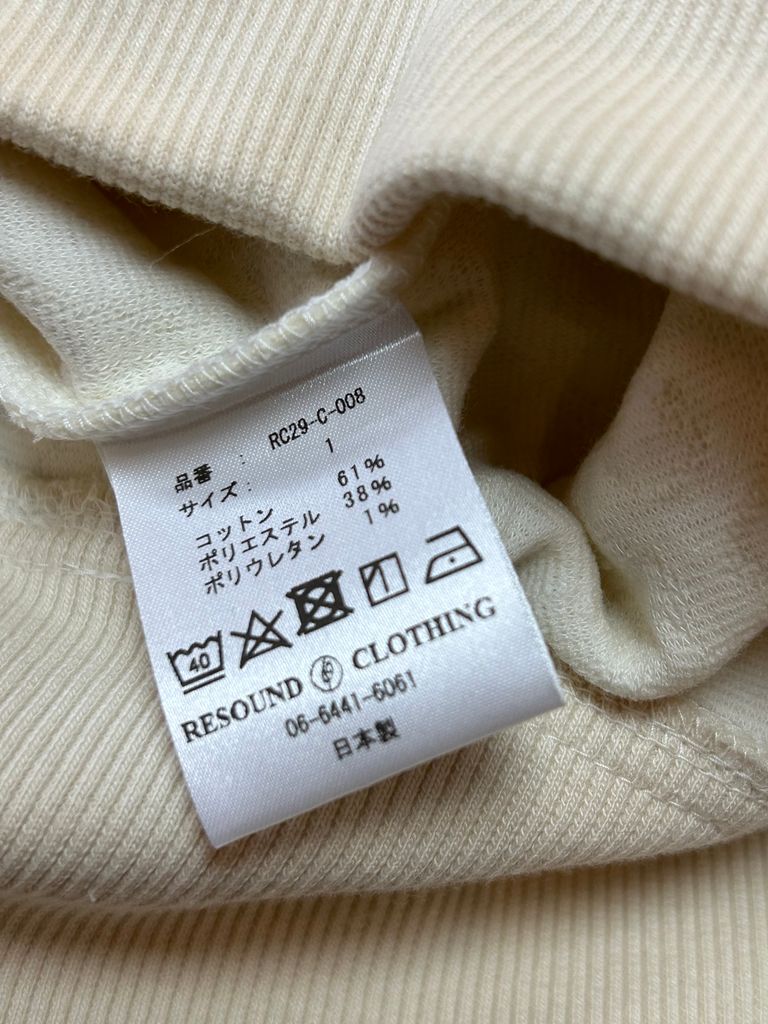 品番 : RC29-C-008
サイズ : 1
コットン 61%
ポリエステル 38%
ポリウレタン 1%
40
RESOUND CLOTHING
06-6441-6061
日本製